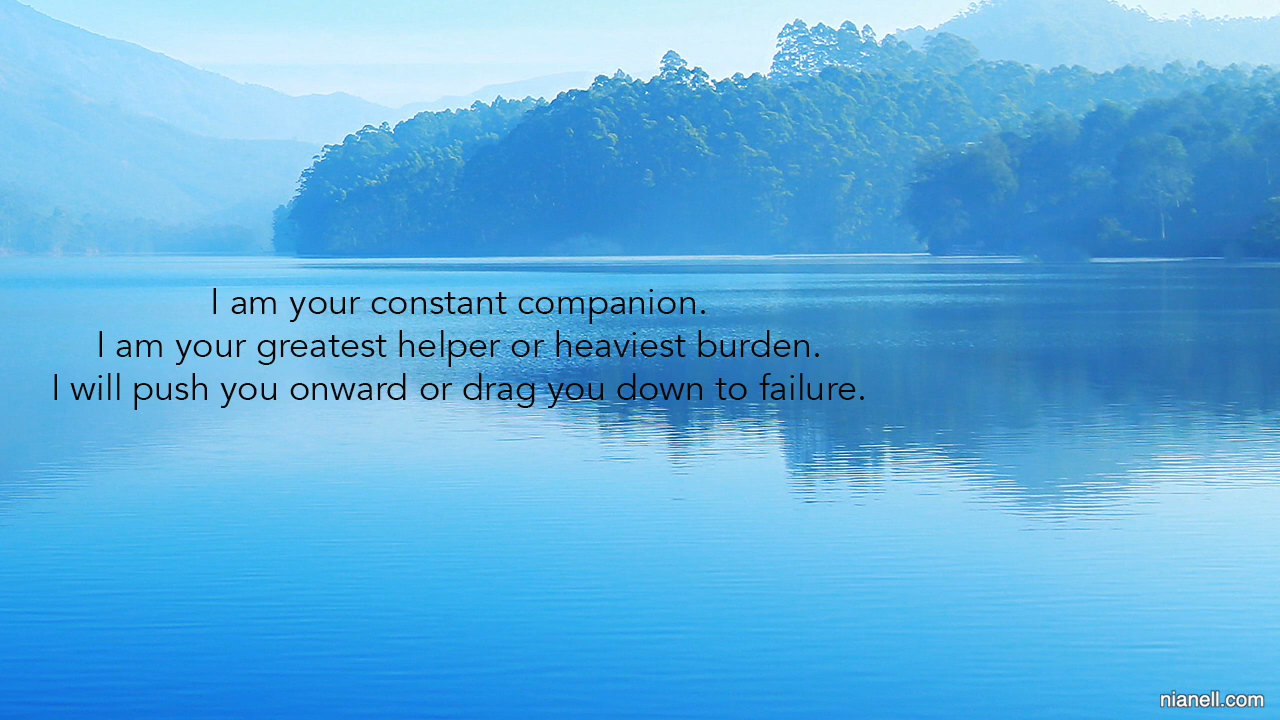 I am your constant companion.
I am your greatest helper or heaviest burden.
I will push you onward or drag you down to failure.
nianell.com